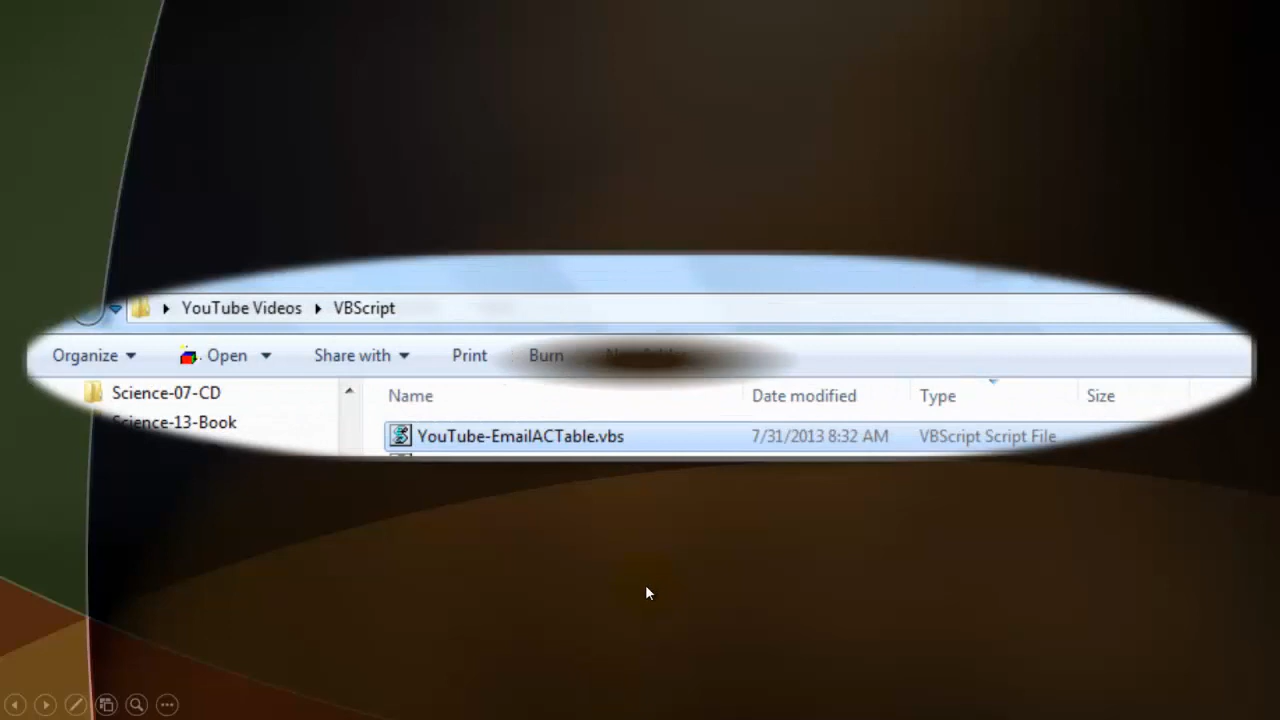 YouTube Videos VBScript
Organize Open Share with Print Burn
Science-07-CD
Name Date modified Type Size
Science-13-Book
YouTube-EmailACTable.vbs 7/31/2013 8:32 AM VBScript Script File